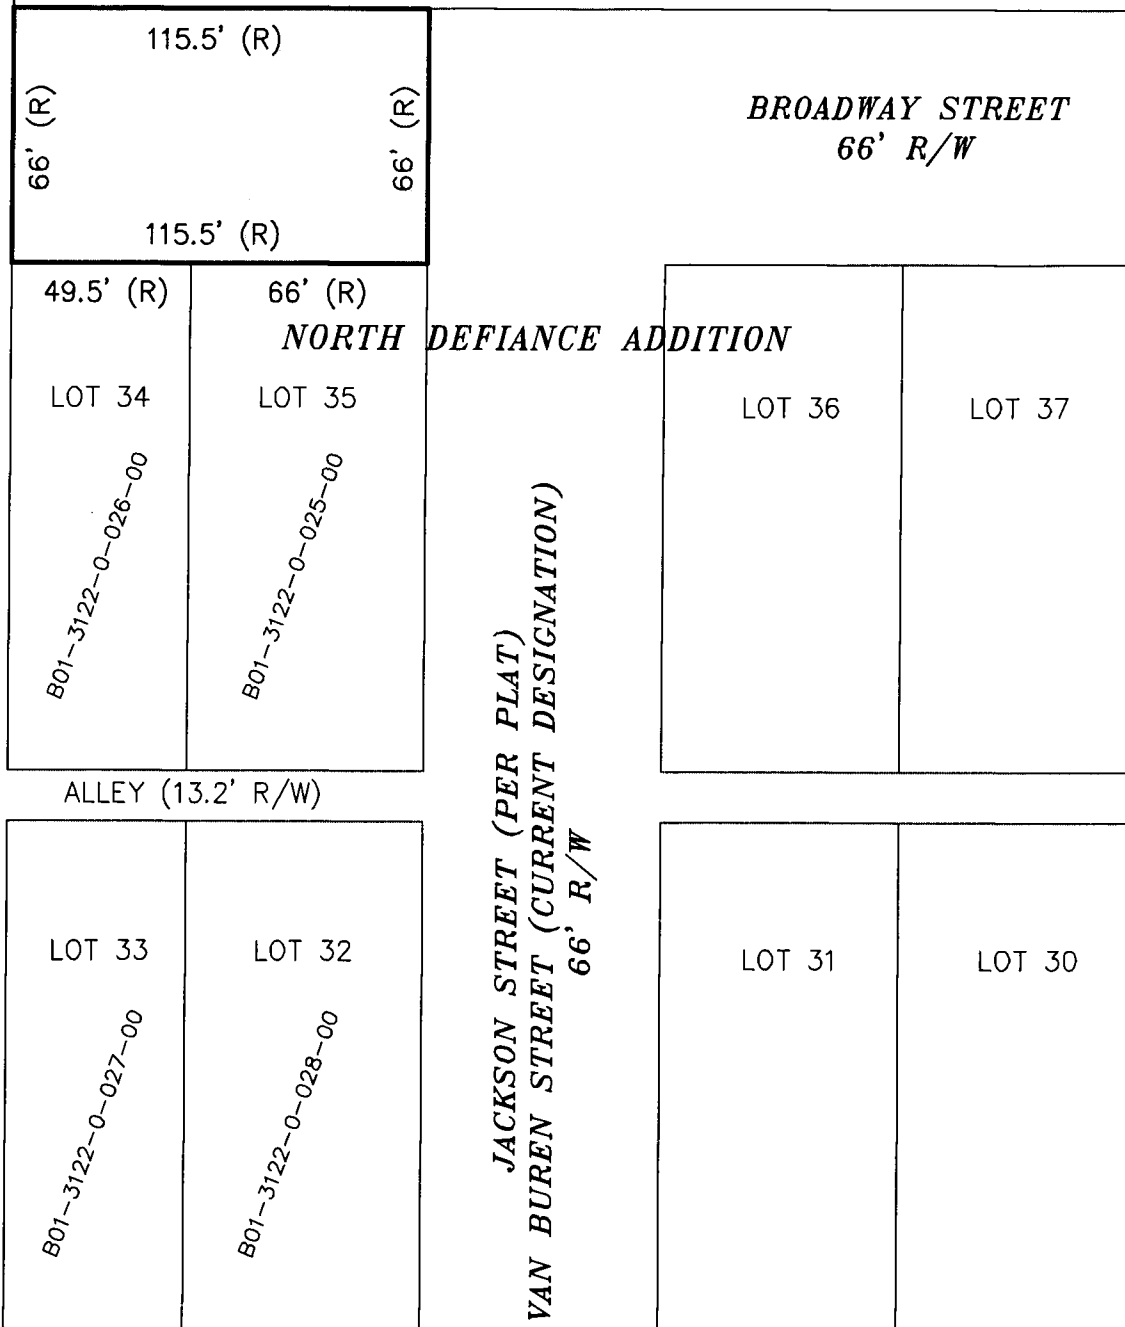 115.5' (R)
66' (R)
66' (R)
115.5' (R)
BROADWAY STREET
66' R/W
49.5' (R)
66' (R)
NORTH DEFIANCE ADDITION
LOT 34
LOT 35
LOT 36
LOT 37
B01-3122-0-026-00
B01-3122-0-025-00
JACKSON STREET (PER PLAT)
VAN BUREN STREET (CURRENT DESIGNATION)
66' R/W
ALLEY (13.2' R/W)
LOT 33
LOT 32
LOT 31
LOT 30
B01-3122-0-027-00
B01-3122-0-028-00